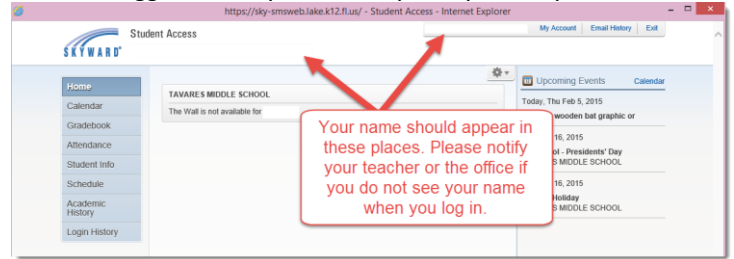 https://sky-smsweb.lake.k12.fl.us/ - Student Access - Internet Explorer
SKYWARD
Student Access
My Account Email History Exit
Home
Calendar
Gradebook
Attendance
Student Info
Schedule
Academic
History
Login History
TAVARES MIDDLE SCHOOL
The Wall is not available for
Your name should appear in
these places. Please notify
your teacher or the office if
you do not see your name
when you log in.
Upcoming Events Calendar
Today, Thu Feb 5, 2015
wooden bat graphic or
16, 2015
ol - Presidents' Day
S MIDDLE SCHOOL
16, 2015
Holiday
S MIDDLE SCHOOL